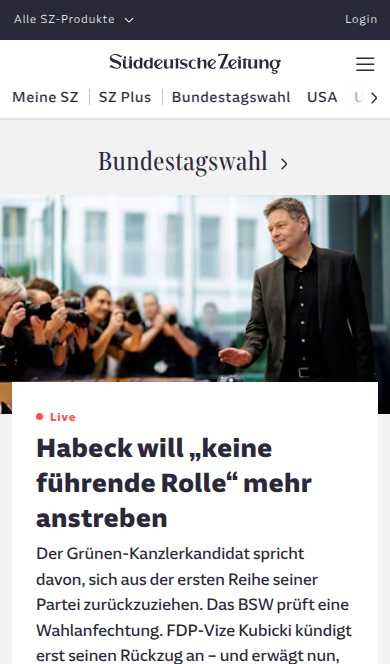 Alle SZ-Produkte
Login
Süddeutsche Zeitung
Meine SZ
SZ Plus
Bundestagswahl
USA
Bundestagswahl
Live
Habeck will „keine
führende Rolle“ mehr
anstreben
Der Grünen-Kanzlerkandidat spricht
davon, sich aus der ersten Reihe seiner
Partei zurückzuziehen. Das BSW prüft eine
Wahlanfechtung. FDP-Vize Kubicki kündigt
erst seinen Rückzug an – und erwägt nun,